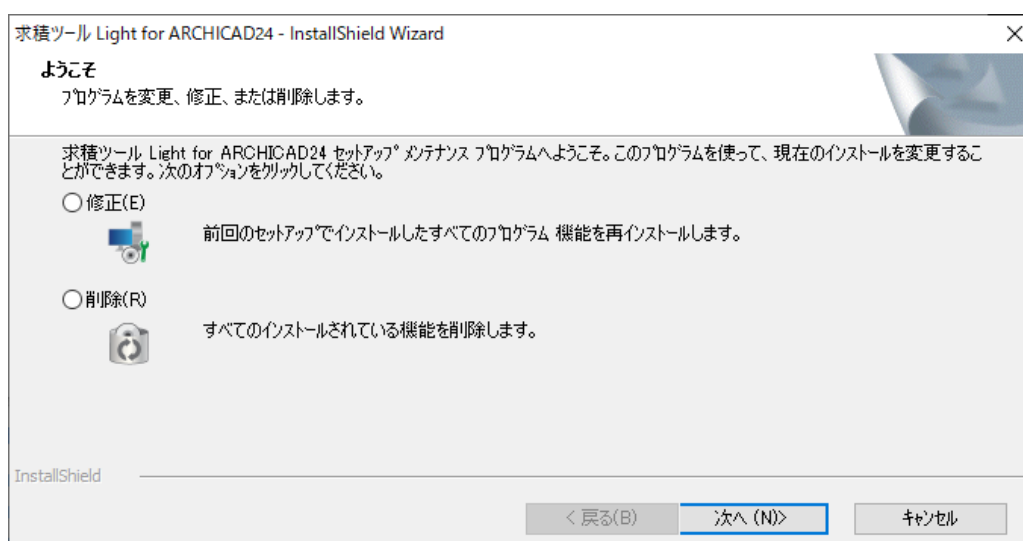 求積ツール Light for ARCHICAD24 - InstallShield Wizard
ようこそ
プログラムを変更、修正、または削除します。
求積ツール Light for ARCHICAD24 セットアップ メンテナンス プログラムへようこそ。このプログラムを使って、現在のインストールを変更するこ
とができます。次のオプションをクリックしてください。
修正(E)
前回のセットアップでインストールしたすべてのプログラム 機能を再インストールします。
削除(R)
すべてのインストールされている機能を削除します。
InstallShield
< 戻る(B)
次へ (N)>
キャンセル